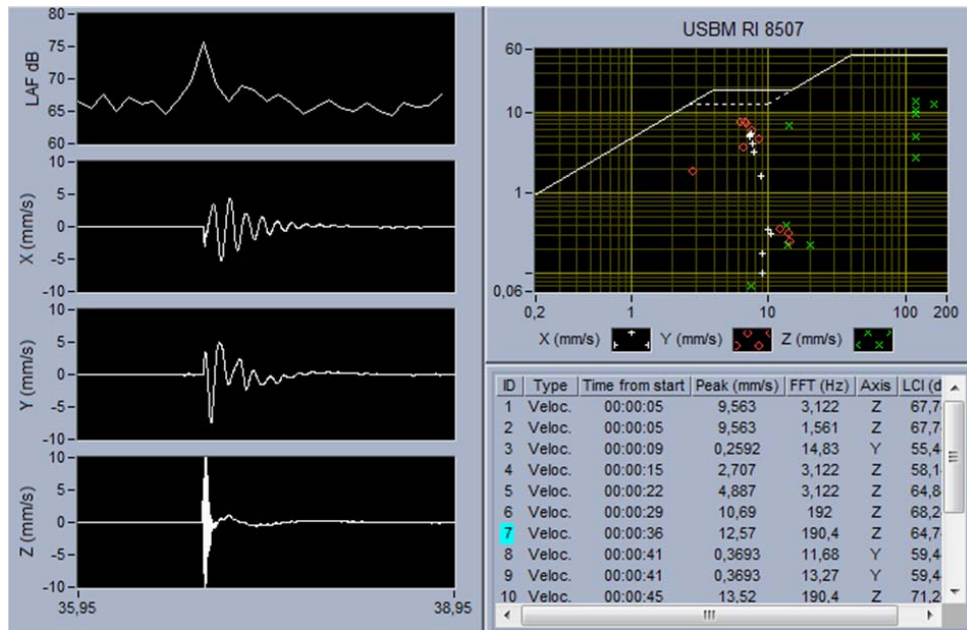 80
75
70
65
60
LAF dB
10
5
0
-5
-10
X (mm/s)
10
5
0
-5
-10
Y (mm/s)
10
5
0
-5
-10
Z (mm/s)
35,95 38,95
USBM RI 8507
60
10
1
0,06
0,2 1 10 100 200
X (mm/s) Y (mm/s) Z (mm/s)
ID Type Time from start Peak (mm/s) FFT (Hz) Axis LCI (d
1 Veloc. 00:00:05 9,563 3,122 Z 67,7
2 Veloc. 00:00:05 9,563 1,561 Z 67,7
3 Veloc. 00:00:09 0,2592 14,83 Y 55,4
4 Veloc. 00:00:15 2,707 3,122 Z 58,1
5 Veloc. 00:00:22 4,887 3,122 Z 64,8
6 Veloc. 00:00:29 10,69 192 Z 68,2
7 Veloc. 00:00:36 12,57 190,4 Z 64,7
8 Veloc. 00:00:41 0,3693 11,68 Y 59,4
9 Veloc. 00:00:41 0,3693 13,27 Y 59,4
10 Veloc. 00:00:45 13,52 190,4 Z 71,2